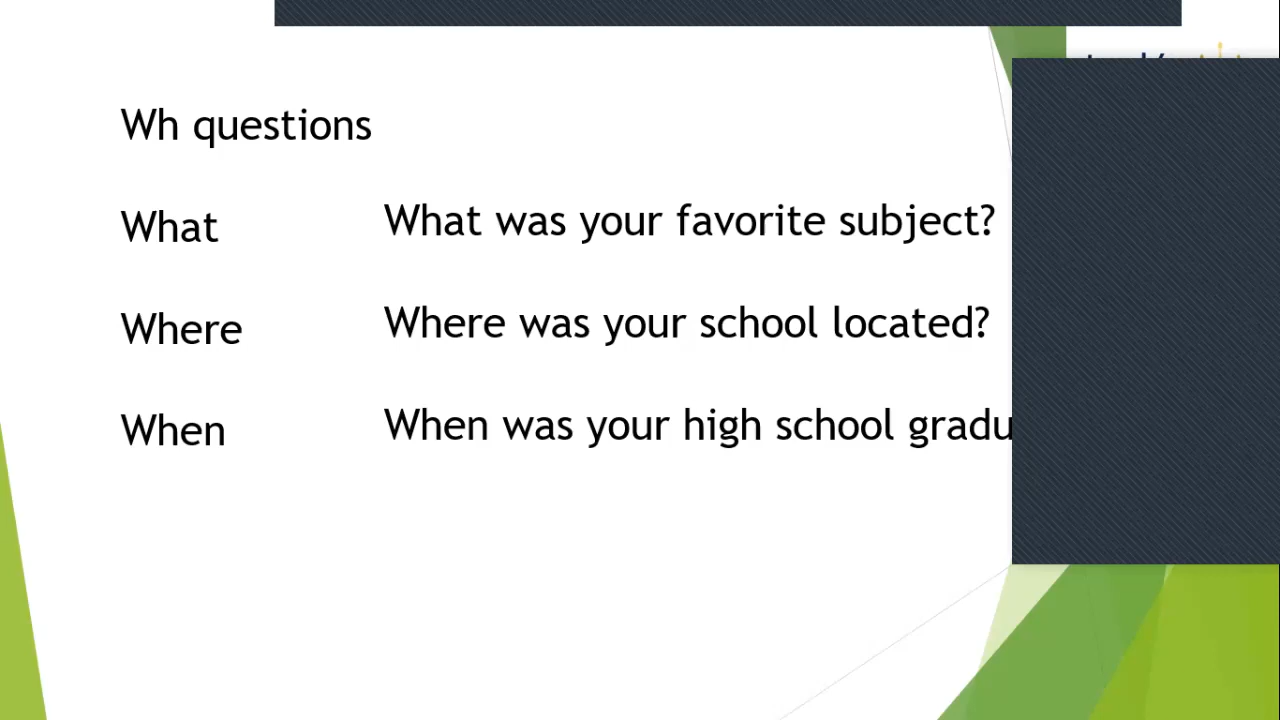 Wh questions
What What was your favorite subject?
Where Where was your school located?
When When was your high school